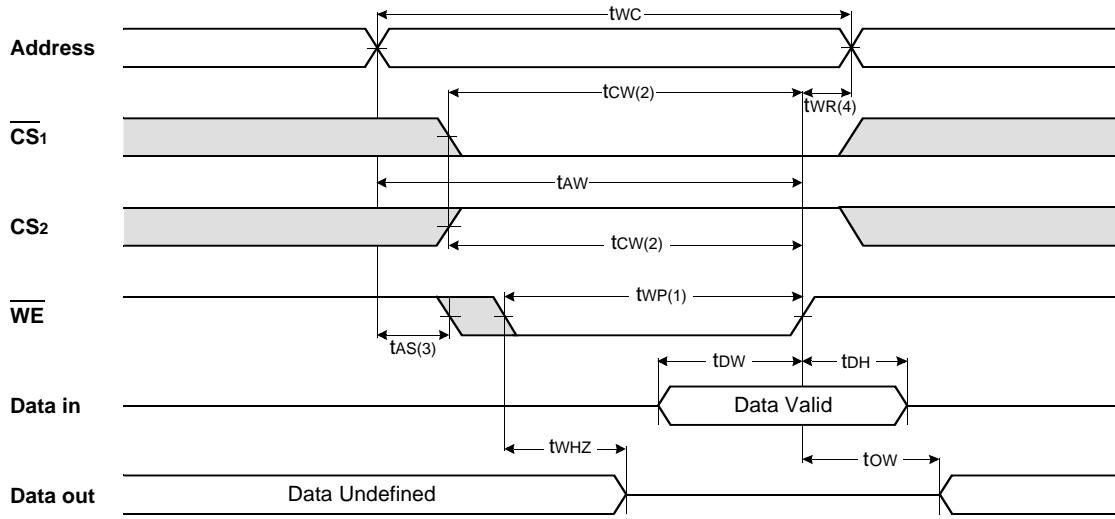 tWC
Address
tCW(2)
tWR(4)
CS1
tAW
CS2
tCW(2)
tWP(1)
WE
tAS(3)
tDW
tDH
Data in
Data Valid
tWHZ
tOW
Data out
Data Undefined